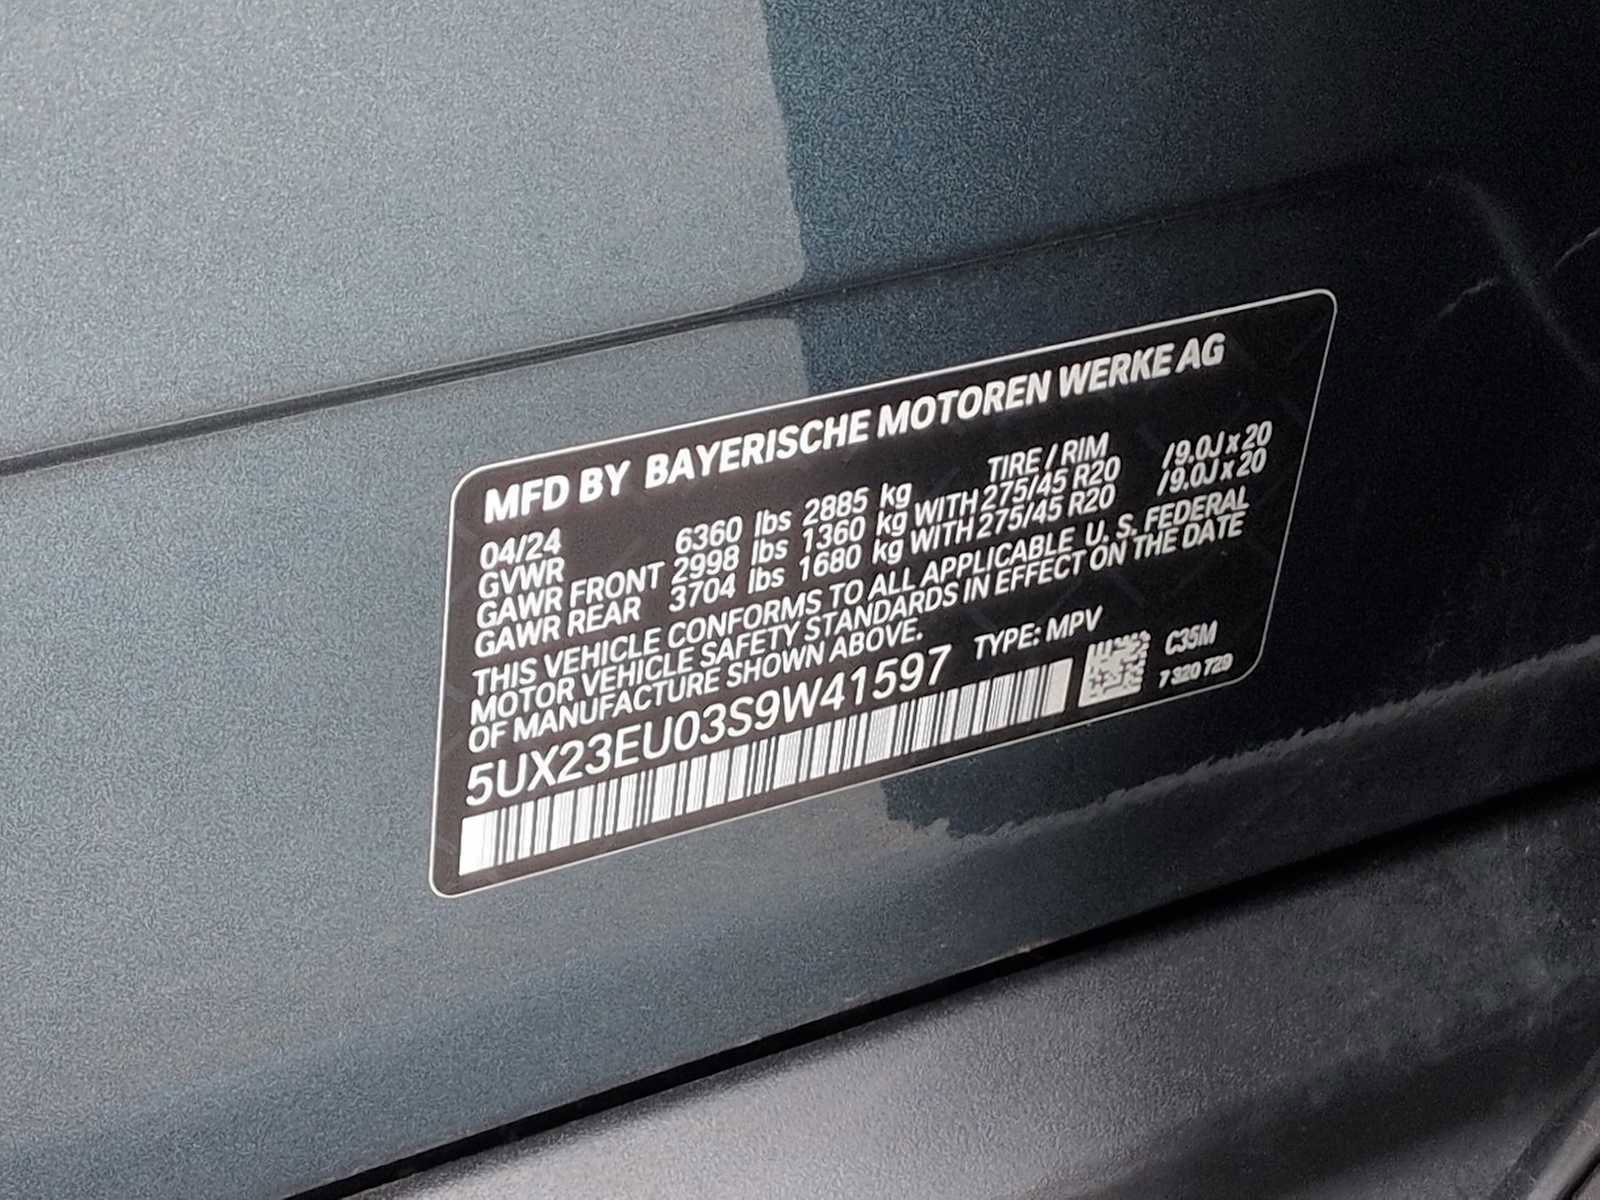 MFD BY BAYERISCHE MOTOREN WERKE AG
04/24 TIRE / RIM
GVWR 6360 lbs 2885 kg
GAWR FRONT 2998 lbs 1360 kg WITH 275/45 R20 /9.0J x 20
GAWR REAR 3704 lbs 1680 kg WITH 275/45 R20 /9.0J x 20
THIS VEHICLE CONFORMS TO ALL APPLICABLE U. S. FEDERAL
MOTOR VEHICLE SAFETY STANDARDS IN EFFECT ON THE DATE
OF MANUFACTURE SHOWN ABOVE.
5UX23EU03S9W41597 TYPE: MPV
C35M
7 320 729